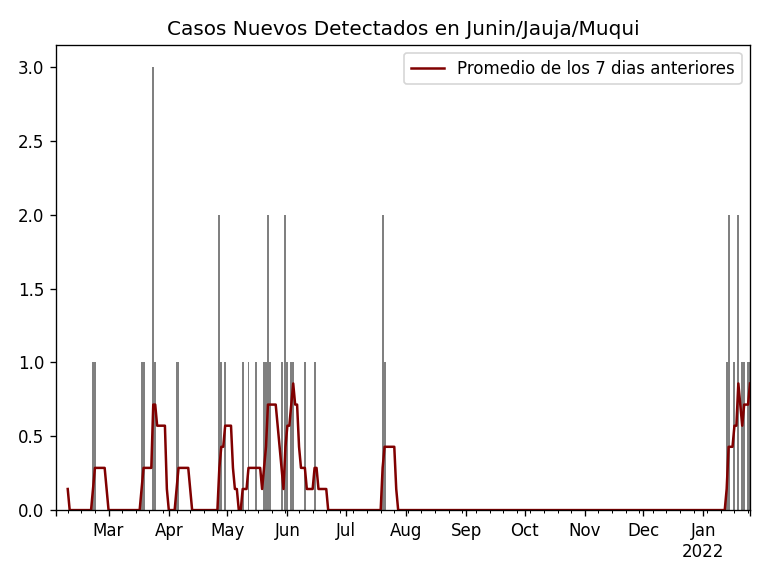 Casos Nuevos Detectados en Junin/Jauja/Muqui
Promedio de los 7 dias anteriores
3.0
2.5
2.0
1.5
1.0
0.5
0.0
Mar Apr May Jun Jul Aug Sep Oct Nov Dec Jan
2022